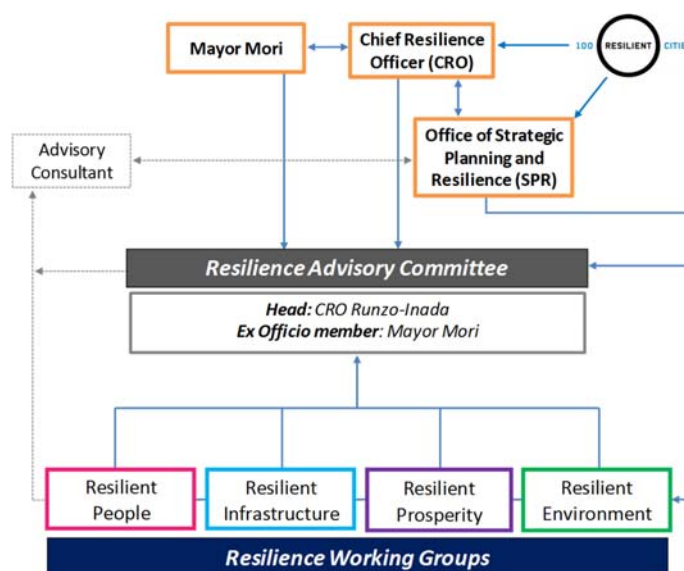 Mayor Mori
Chief Resilience
Officer (CRO)
100 RESILIENT CITIE
Office of Strategic
Planning and
Resilience (SPR)
Advisory
Consultant
Resilience Advisory Committee
Head: CRO Runzo-Inada
Ex Officio member: Mayor Mori
Resilient
People
Resilient
Infrastructure
Resilient
Prosperity
Resilient
Environment
Resilience Working Groups